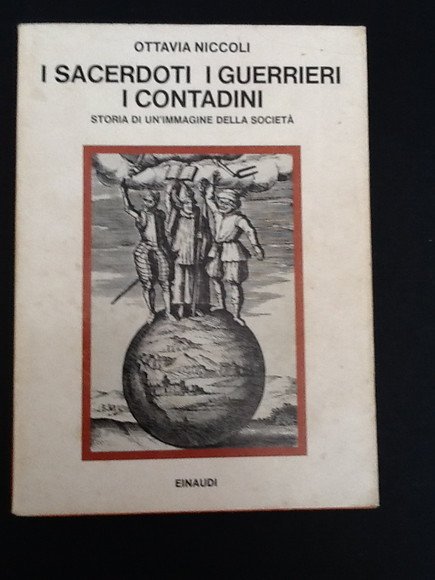 OTTAVIA NICCOLI
I SACERDOTI I GUERRIERI
I CONTADINI
STORIA DI UN'IMMAGINE DELLA SOCIETÀ
EINAUDI